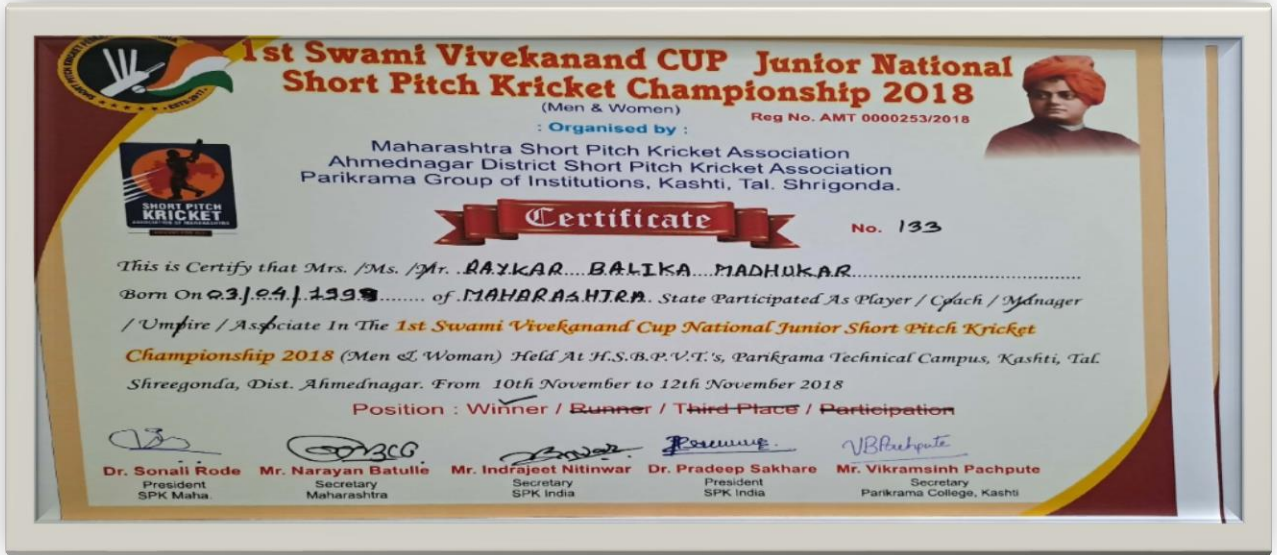 1st Swami Vivekanand CUP Junior National
Short Pitch Kricket Championship 2018
(Men & Women)
Reg No. AMT 0000253/2018
: Organised by :
Maharashtra Short Pitch Kricket Association
Ahmednagar District Short Pitch Kricket Association
Parikrama Group of Institutions, Kashti, Tal. Shrigonda.
SHORT PITCH
KRICKET
Certificate
No. 133
This is Certify that Mrs. /Ms. /Mr. RAYKAR BALIKA MADHUKAR
Born On 03/04/1999 of MAHARASHTRA. State Participated As Player / Coach / Manager
/ Umpire / Associate In The 1st Swami Vivekanand Cup National Junior Short Pitch Kricket
Championship 2018 (Men & Woman) Held At H.S.B.P.V.T.'s, Parikrama Technical Campus, Kashti, Tal.
Shreegonda, Dist. Ahmednagar. From 10th November to 12th November 2018
Position : Winner / Runner / Third Place / Participation
VBPachpute
Dr. Sonali Rode Mr. Narayan Batulle Mr. Indrajeet Nitinwar Dr. Pradeep Sakhare Mr. Vikramsinh Pachpute
President Secretary Secretary President Secretary
SPK Maha. Maharashtra SPK India SPK India Parikrama College, Kashti